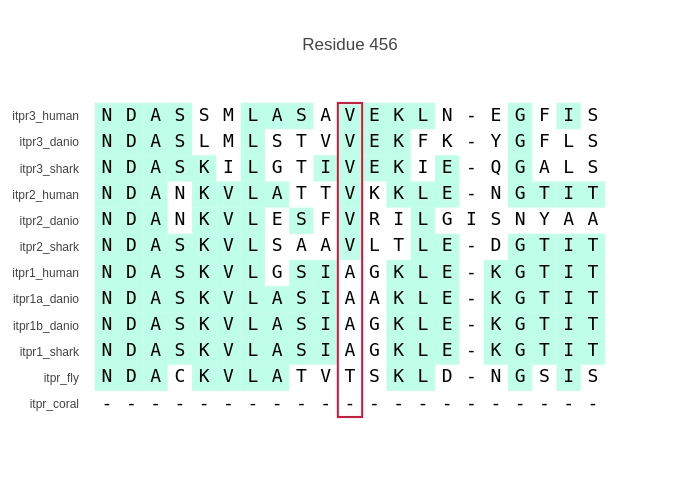 Residue 456
itpr3_human N D A S S M L A S A V E K L N - E G F I S
itpr3_danio N D A S L M L S T V V E K F K - Y G F L S
itpr3_shark N D A S K I L G T I V E K I E - Q G A L S
itpr2_human N D A N K V L A T T V K K L E - N G T I T
itpr2_danio N D A N K V L E S F V R I L G I S N Y A A
itpr2_shark N D A S K V L S A A V L T L E - D G T I T
itpr1_human N D A S K V L G S I A G K L E - K G T I T
itpr1a_danio N D A S K V L A S I A A K L E - K G T I T
itpr1b_danio N D A S K V L A S I A G K L E - K G T I T
itpr1_shark N D A S K V L A S I A G K L E - K G T I T
itpr_fly N D A C K V L A T V T S K L D - N G S I S
itpr_coral - - - - - - - - - - - - - - - - - - - - -